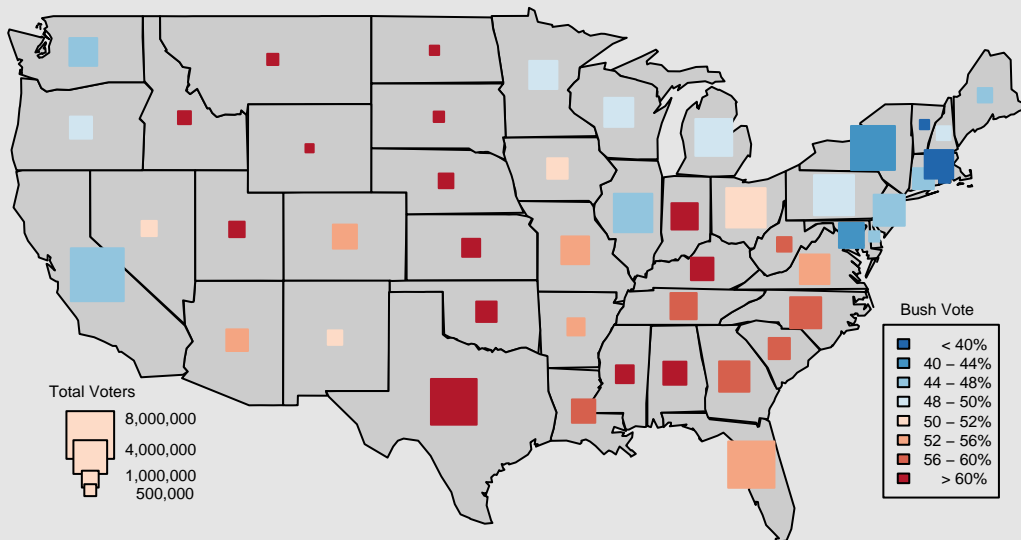 Bush Vote
< 40%
40 – 44%
44 – 48%
48 – 50%
50 – 52%
52 – 56%
56 – 60%
> 60%
Total Voters
8,000,000
4,000,000
1,000,000
500,000